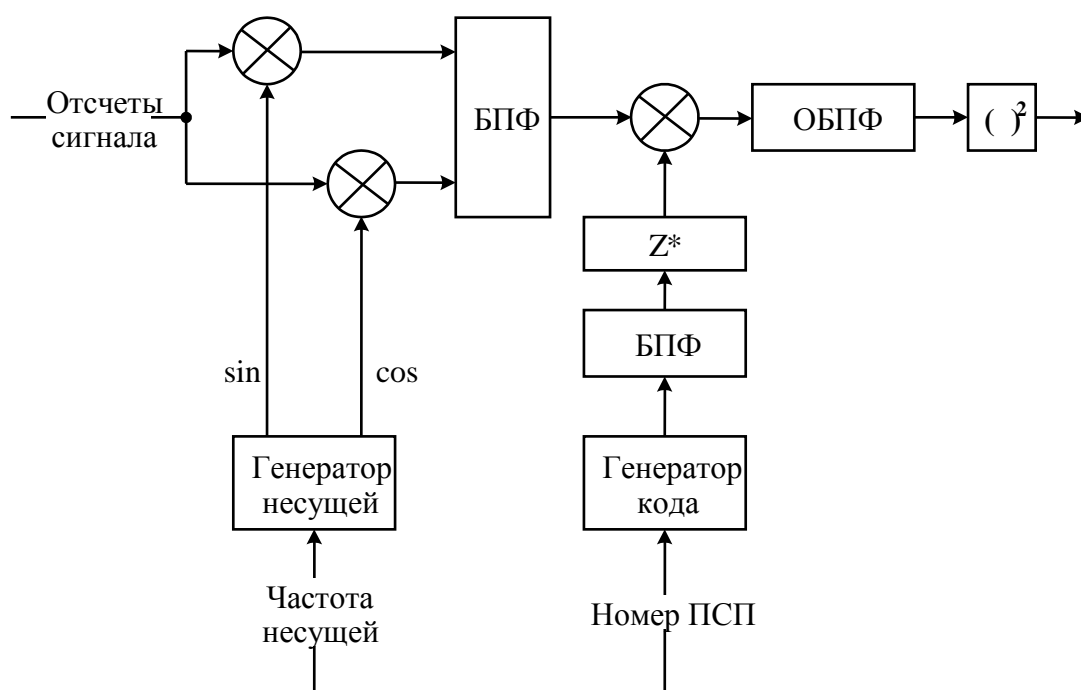 Отсчеты
сигнала
БПФ
ОБПФ
( )²
Z*
БПФ
sin
cos
Генератор
несущей
Генератор
кода
Частота
несущей
Номер ПСП